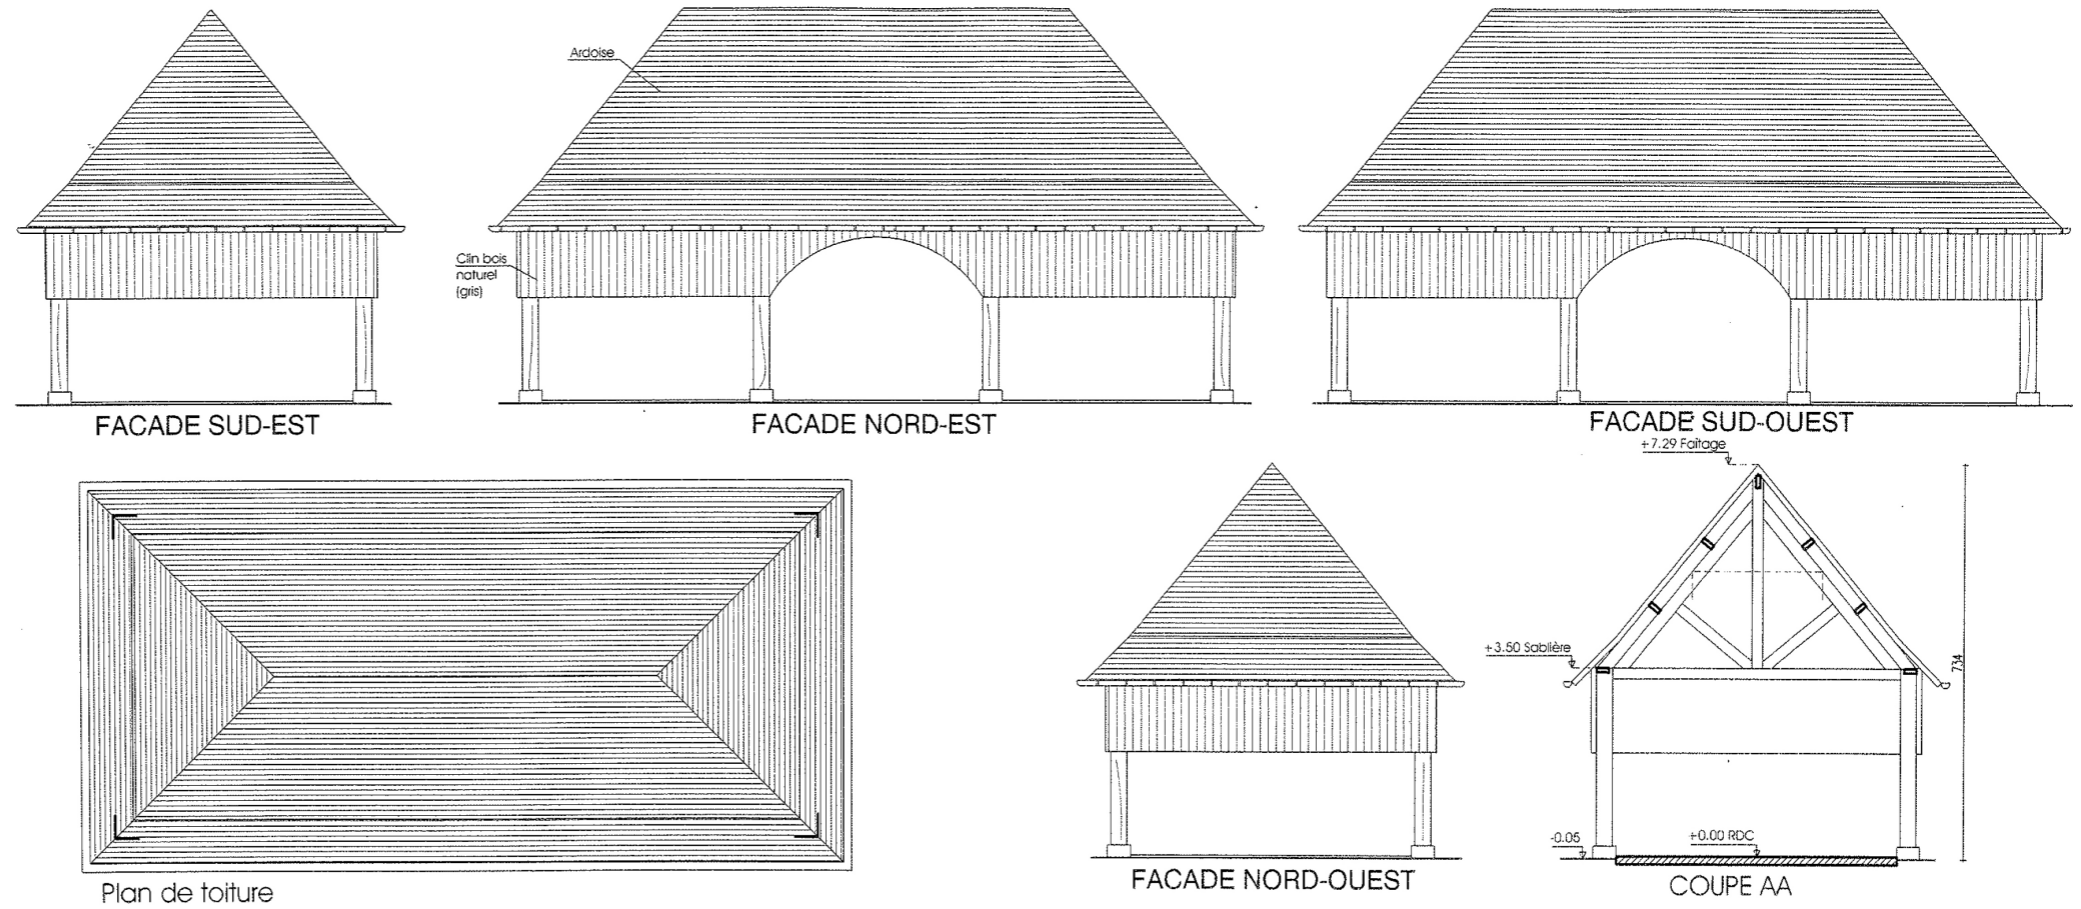 Ardoise
Clin bois
naturel
(gris)
FACADE SUD-EST
FACADE NORD-EST
FACADE SUD-OUEST
+7.29 Faîtage
+3.50 Sablière
734
-0.05
+0.00 RDC
Plan de toiture
FACADE NORD-OUEST
COUPE AA